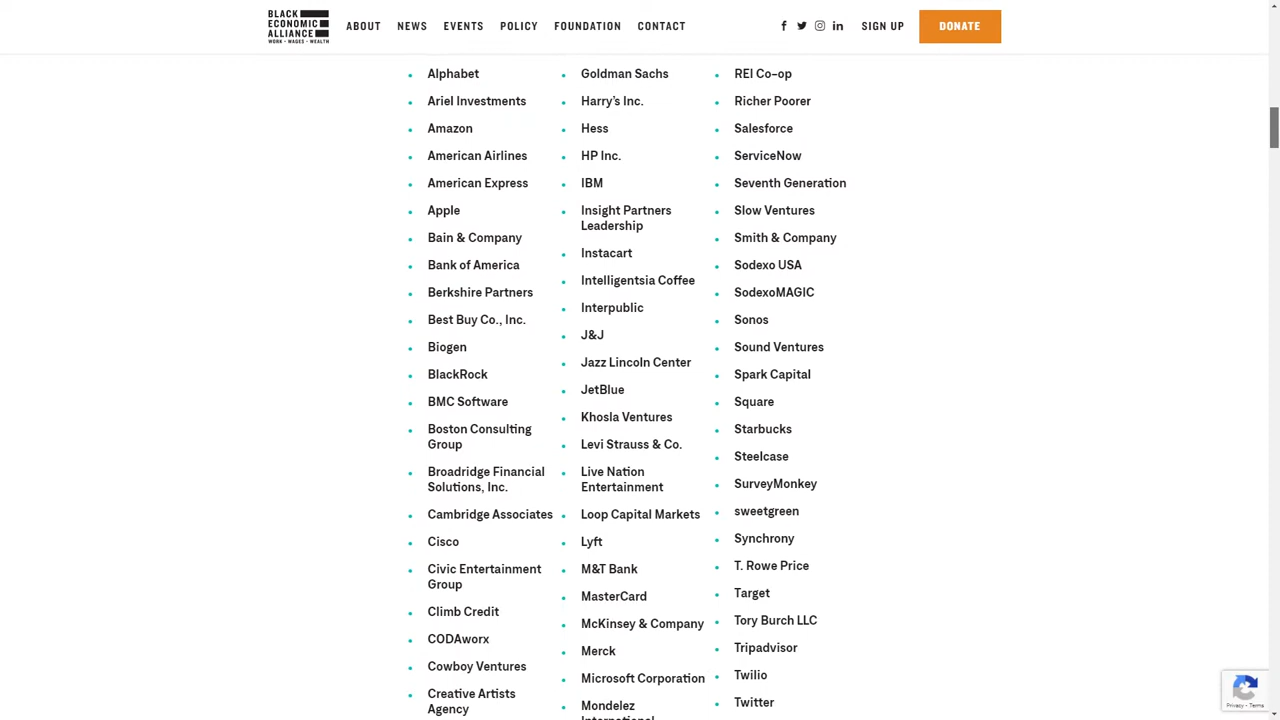 BLACK
ECONOMIC
ALLIANCE
WORK • WAGES • WEALTH
ABOUT NEWS EVENTS POLICY FOUNDATION CONTACT
SIGN UP
DONATE
Alphabet
Ariel Investments
Amazon
American Airlines
American Express
Apple
Bain & Company
Bank of America
Berkshire Partners
Best Buy Co., Inc.
Biogen
BlackRock
BMC Software
Boston Consulting
Group
Broadridge Financial
Solutions, Inc.
Cambridge Associates
Cisco
Civic Entertainment
Group
Climb Credit
CODAworx
Cowboy Ventures
Creative Artists
Agency
Goldman Sachs
Harry's Inc.
Hess
HP Inc.
IBM
Insight Partners
Leadership
Instacart
Intelligentsia Coffee
Interpublic
J&J
Jazz Lincoln Center
JetBlue
Khosla Ventures
Levi Strauss & Co.
Live Nation
Entertainment
Loop Capital Markets
Lyft
M&T Bank
MasterCard
McKinsey & Company
Merck
Microsoft Corporation
Mondelez
International
REI Co-op
Richer Poorer
Salesforce
ServiceNow
Seventh Generation
Slow Ventures
Smith & Company
Sodexo USA
SodexoMAGIC
Sonos
Sound Ventures
Spark Capital
Square
Starbucks
Steelcase
SurveyMonkey
sweetgreen
Synchrony
T. Rowe Price
Target
Tory Burch LLC
Tripadvisor
Twilio
Twitter
Privacy - Terms